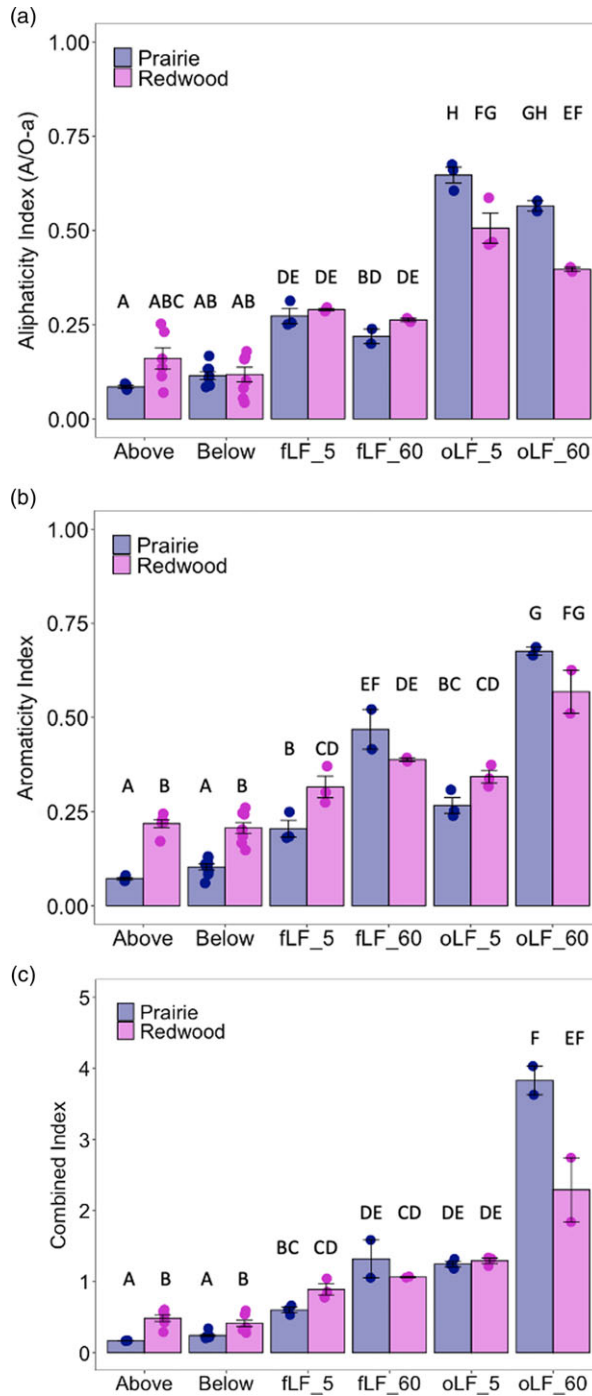 (a)
1.00
Prairie
Redwood
H FG GH EF
0.75
0.50
DE DE BD DE
A ABC AB AB
0.25
0.00
Aliphaticity Index (A/O-a)
Above Below fLF_5 fLF_60 oLF_5 oLF_60
(b)
1.00
Prairie
Redwood
G FG
0.75
EF DE BC CD
0.50
B CD
A B A B
0.25
0.00
Aromaticity Index
Above Below fLF_5 fLF_60 oLF_5 oLF_60
(c)
5
Prairie
Redwood
F EF
4
3
2
DE CD DE DE
BC CD
A B A B
1
0
Combined Index
Above Below fLF_5 fLF_60 oLF_5 oLF_60